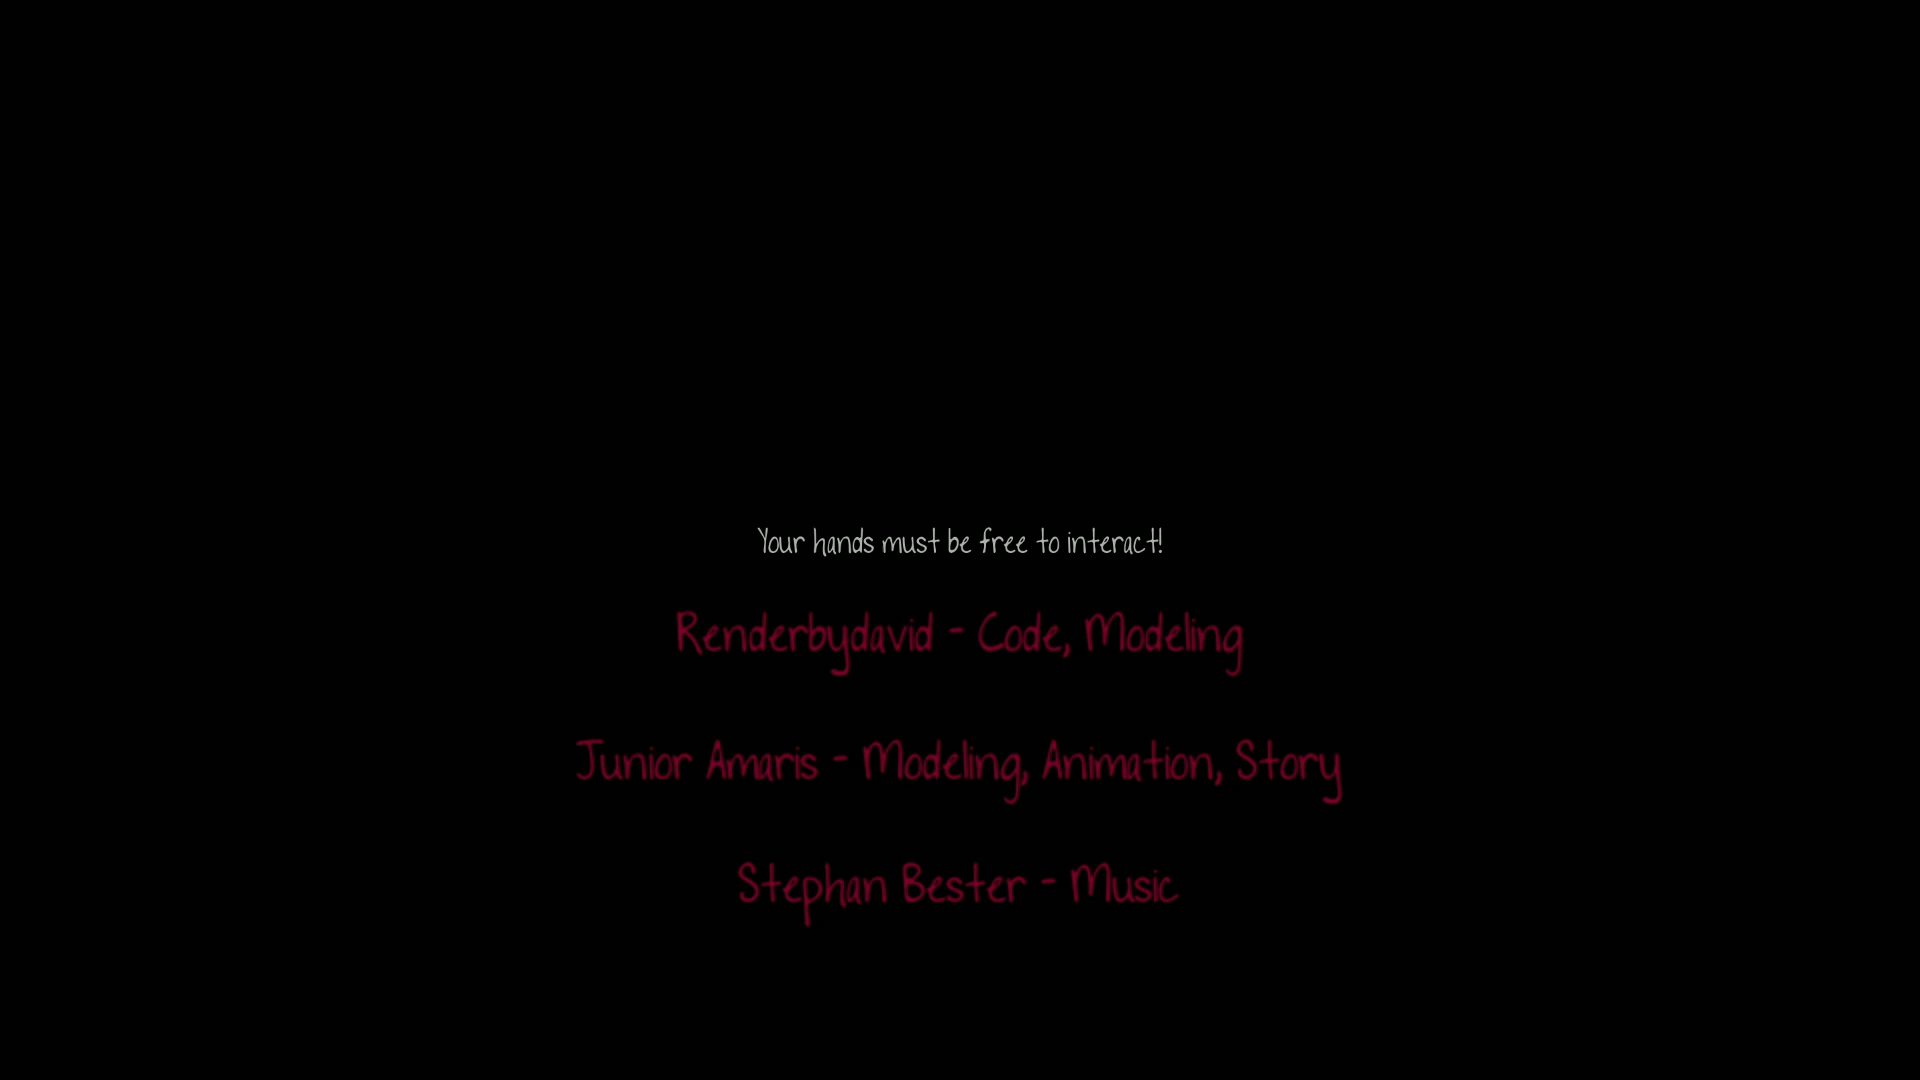 Your hands must be free to interact!
Renderbydavid - Code, Modeling
Junior Amaris - Modeling, Animation, Story
Stephan Bester - Music